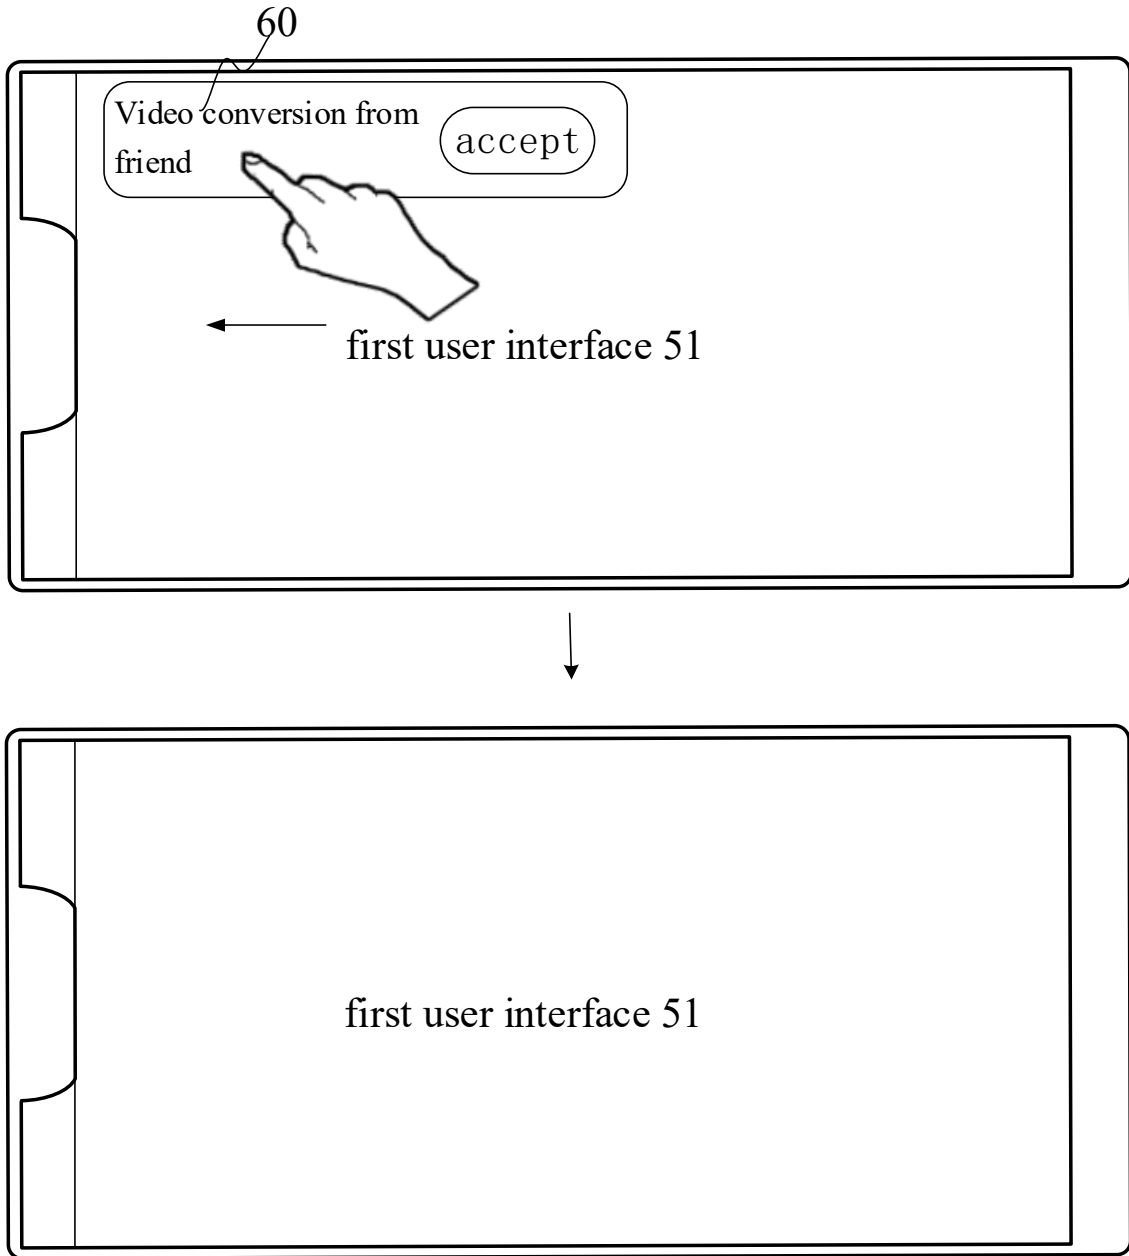 60
Video conversion from
friend
accept
first user interface 51
first user interface 51